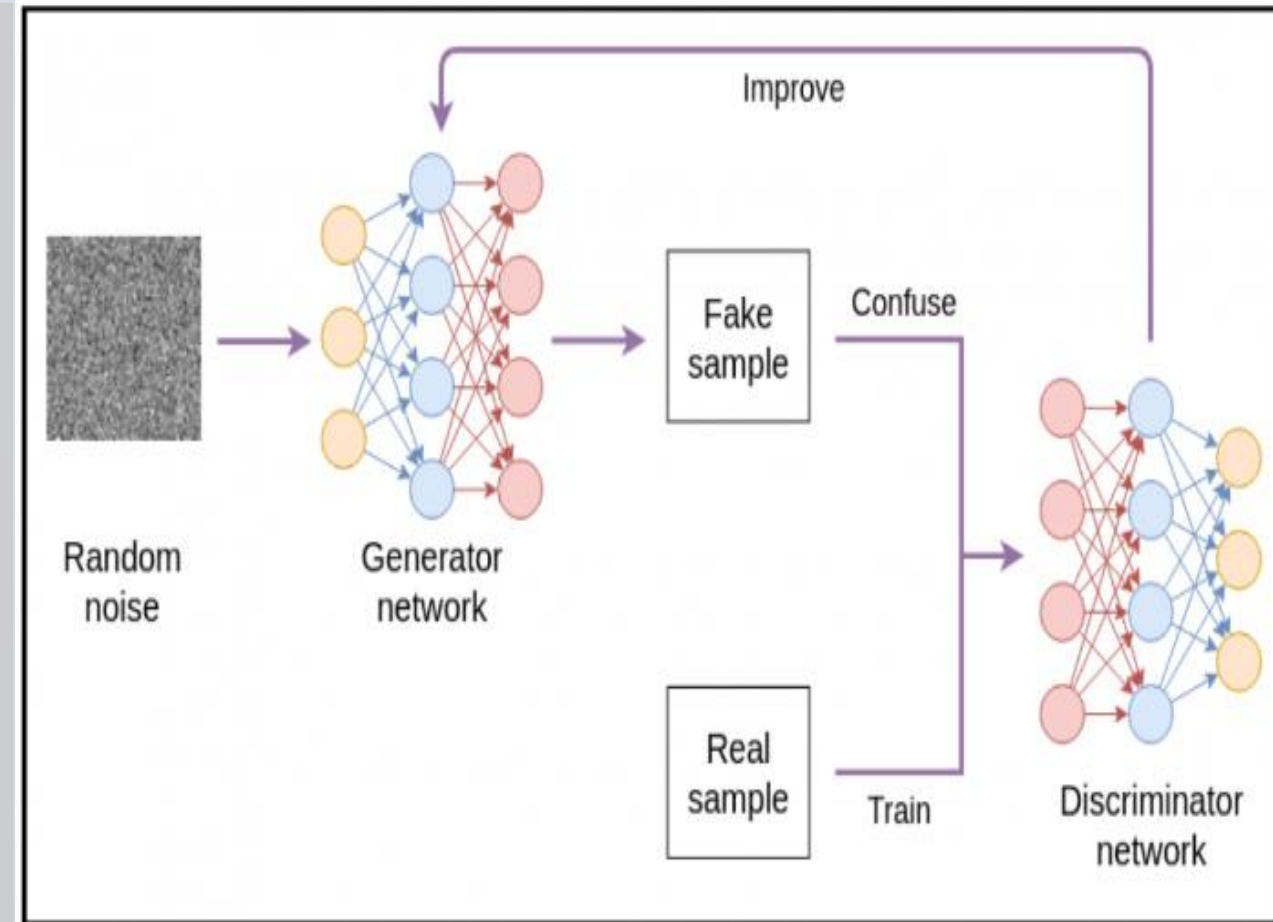 Improve
Fake
sample
Confuse
Random
noise
Generator
network
Real
sample
Train
Discriminator
network